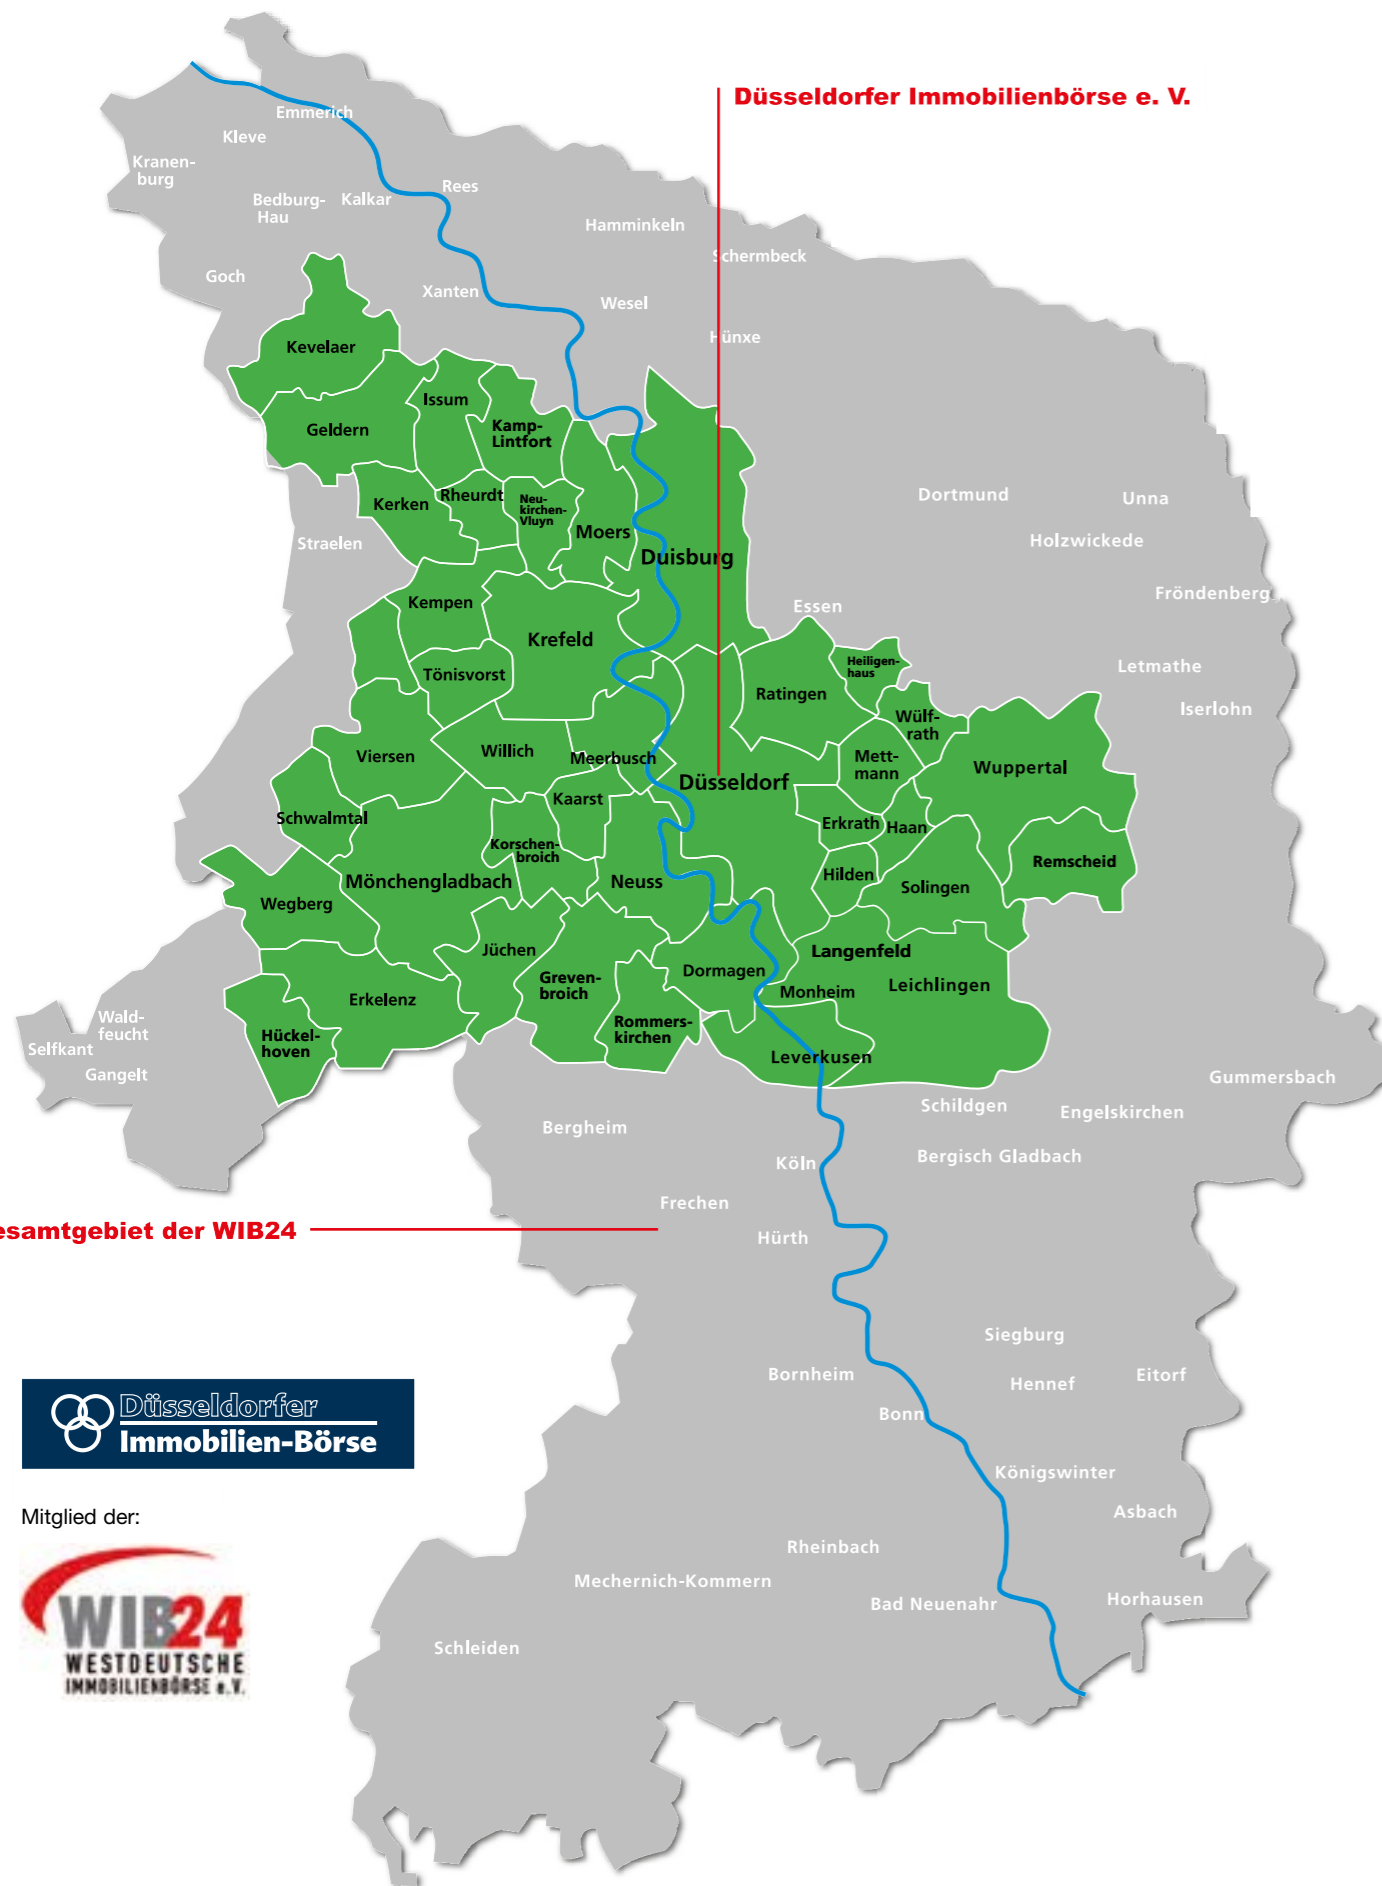 Düsseldorfer Immobilienbörse e. V.
Emmerich
Kleve
Kranen-
burg
Rees
Bedburg-
Hau
Kalkar
Hamminkeln
Schermbeck
Goch
Xanten
Wesel
Hünxe
Kevelaer
Issum
Geldern
Kamp-
Lintfort
Kerken
Rheurdt
Neu-
kirchen-
Vluyn
Moers
Dortmund
Unna
Straelen
Holzwickede
Duisburg
Fröndenberg
Kempen
Essen
Krefeld
Tönisvorst
Heiligen-
haus
Letmathe
Ratingen
Iserlohn
Wülf-
rath
Viersen
Willich
Meerbusch
Mett-
mann
Wuppertal
Düsseldorf
Kaarst
Schwalmtal
Erkrath
Haan
Korschen-
broich
Remscheid
Mönchengladbach
Neuss
Hilden
Solingen
Wegberg
Jüchen
Langenfeld
Dormagen
Grevenbroich
Leichlingen
Monheim
Erkelenz
Wald-
feucht
Rommers-
kirchen
Hückel-
hoven
Selfkant
Leverkusen
Gangelt
Gummersbach
Schildgen
Engelskirchen
Bergheim
Köln
Bergisch Gladbach
Frechen
esamtgebiet der WIB24
Hürth
Siegburg
Bornheim
Hennef
Eitorf
Düsseldorfer
Immobilien-Börse
Bonn
Königswinter
Mitglied der:
Asbach
Rheinbach
Mechernich-Kommern
Bad Neuenahr
Horhausen
WIB24
WESTDEUTSCHE
IMMOBILIENBÖRSE e.V.
Schleiden